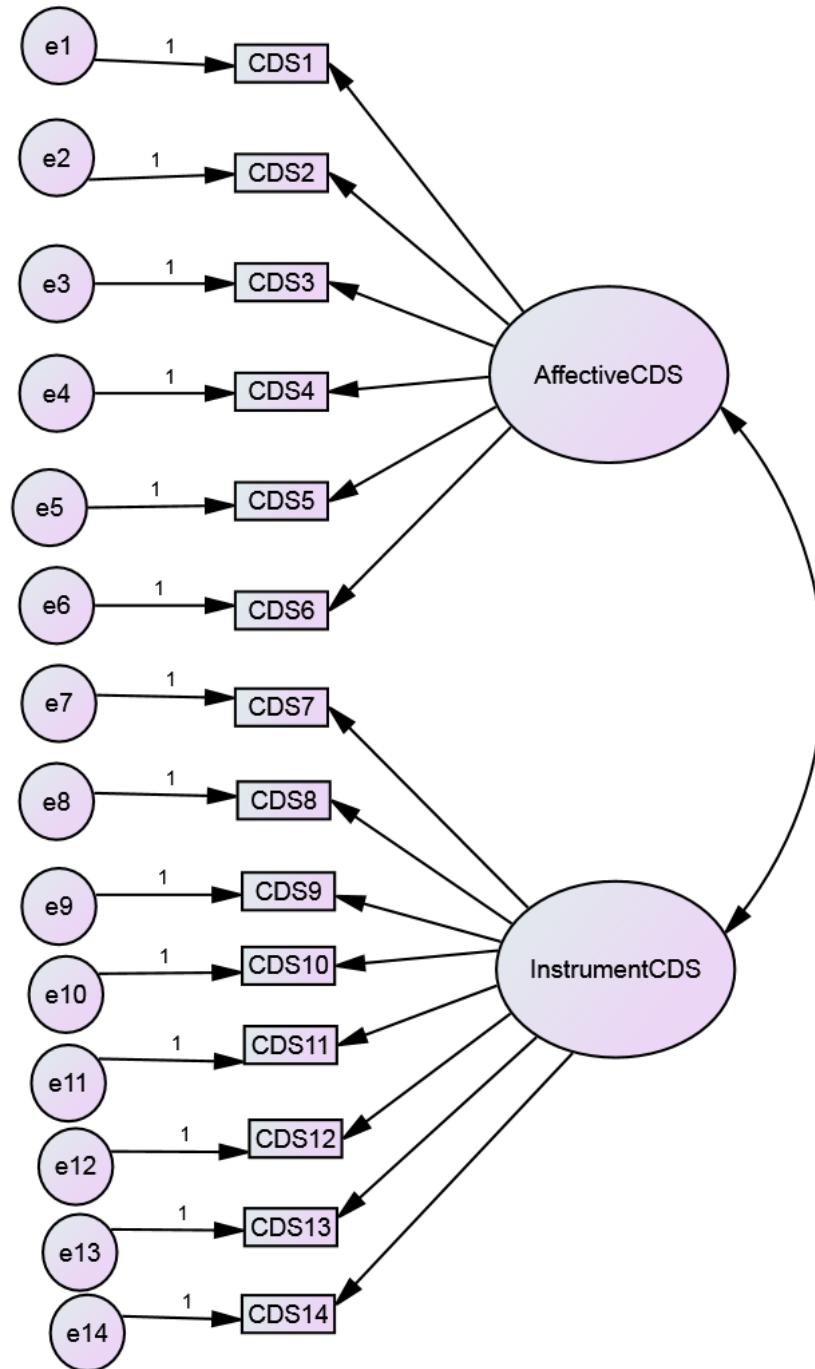 e1 1 CDS1
e2 1 CDS2
e3 1 CDS3
AffectiveCDS
e4 1 CDS4
e5 1 CDS5
e6 1 CDS6
e7 1 CDS7
e8 1 CDS8
e9 1 CDS9
e10 1 CDS10
InstrumentCDS
e11 1 CDS11
e12 1 CDS12
e13 1 CDS13
e14 1 CDS14